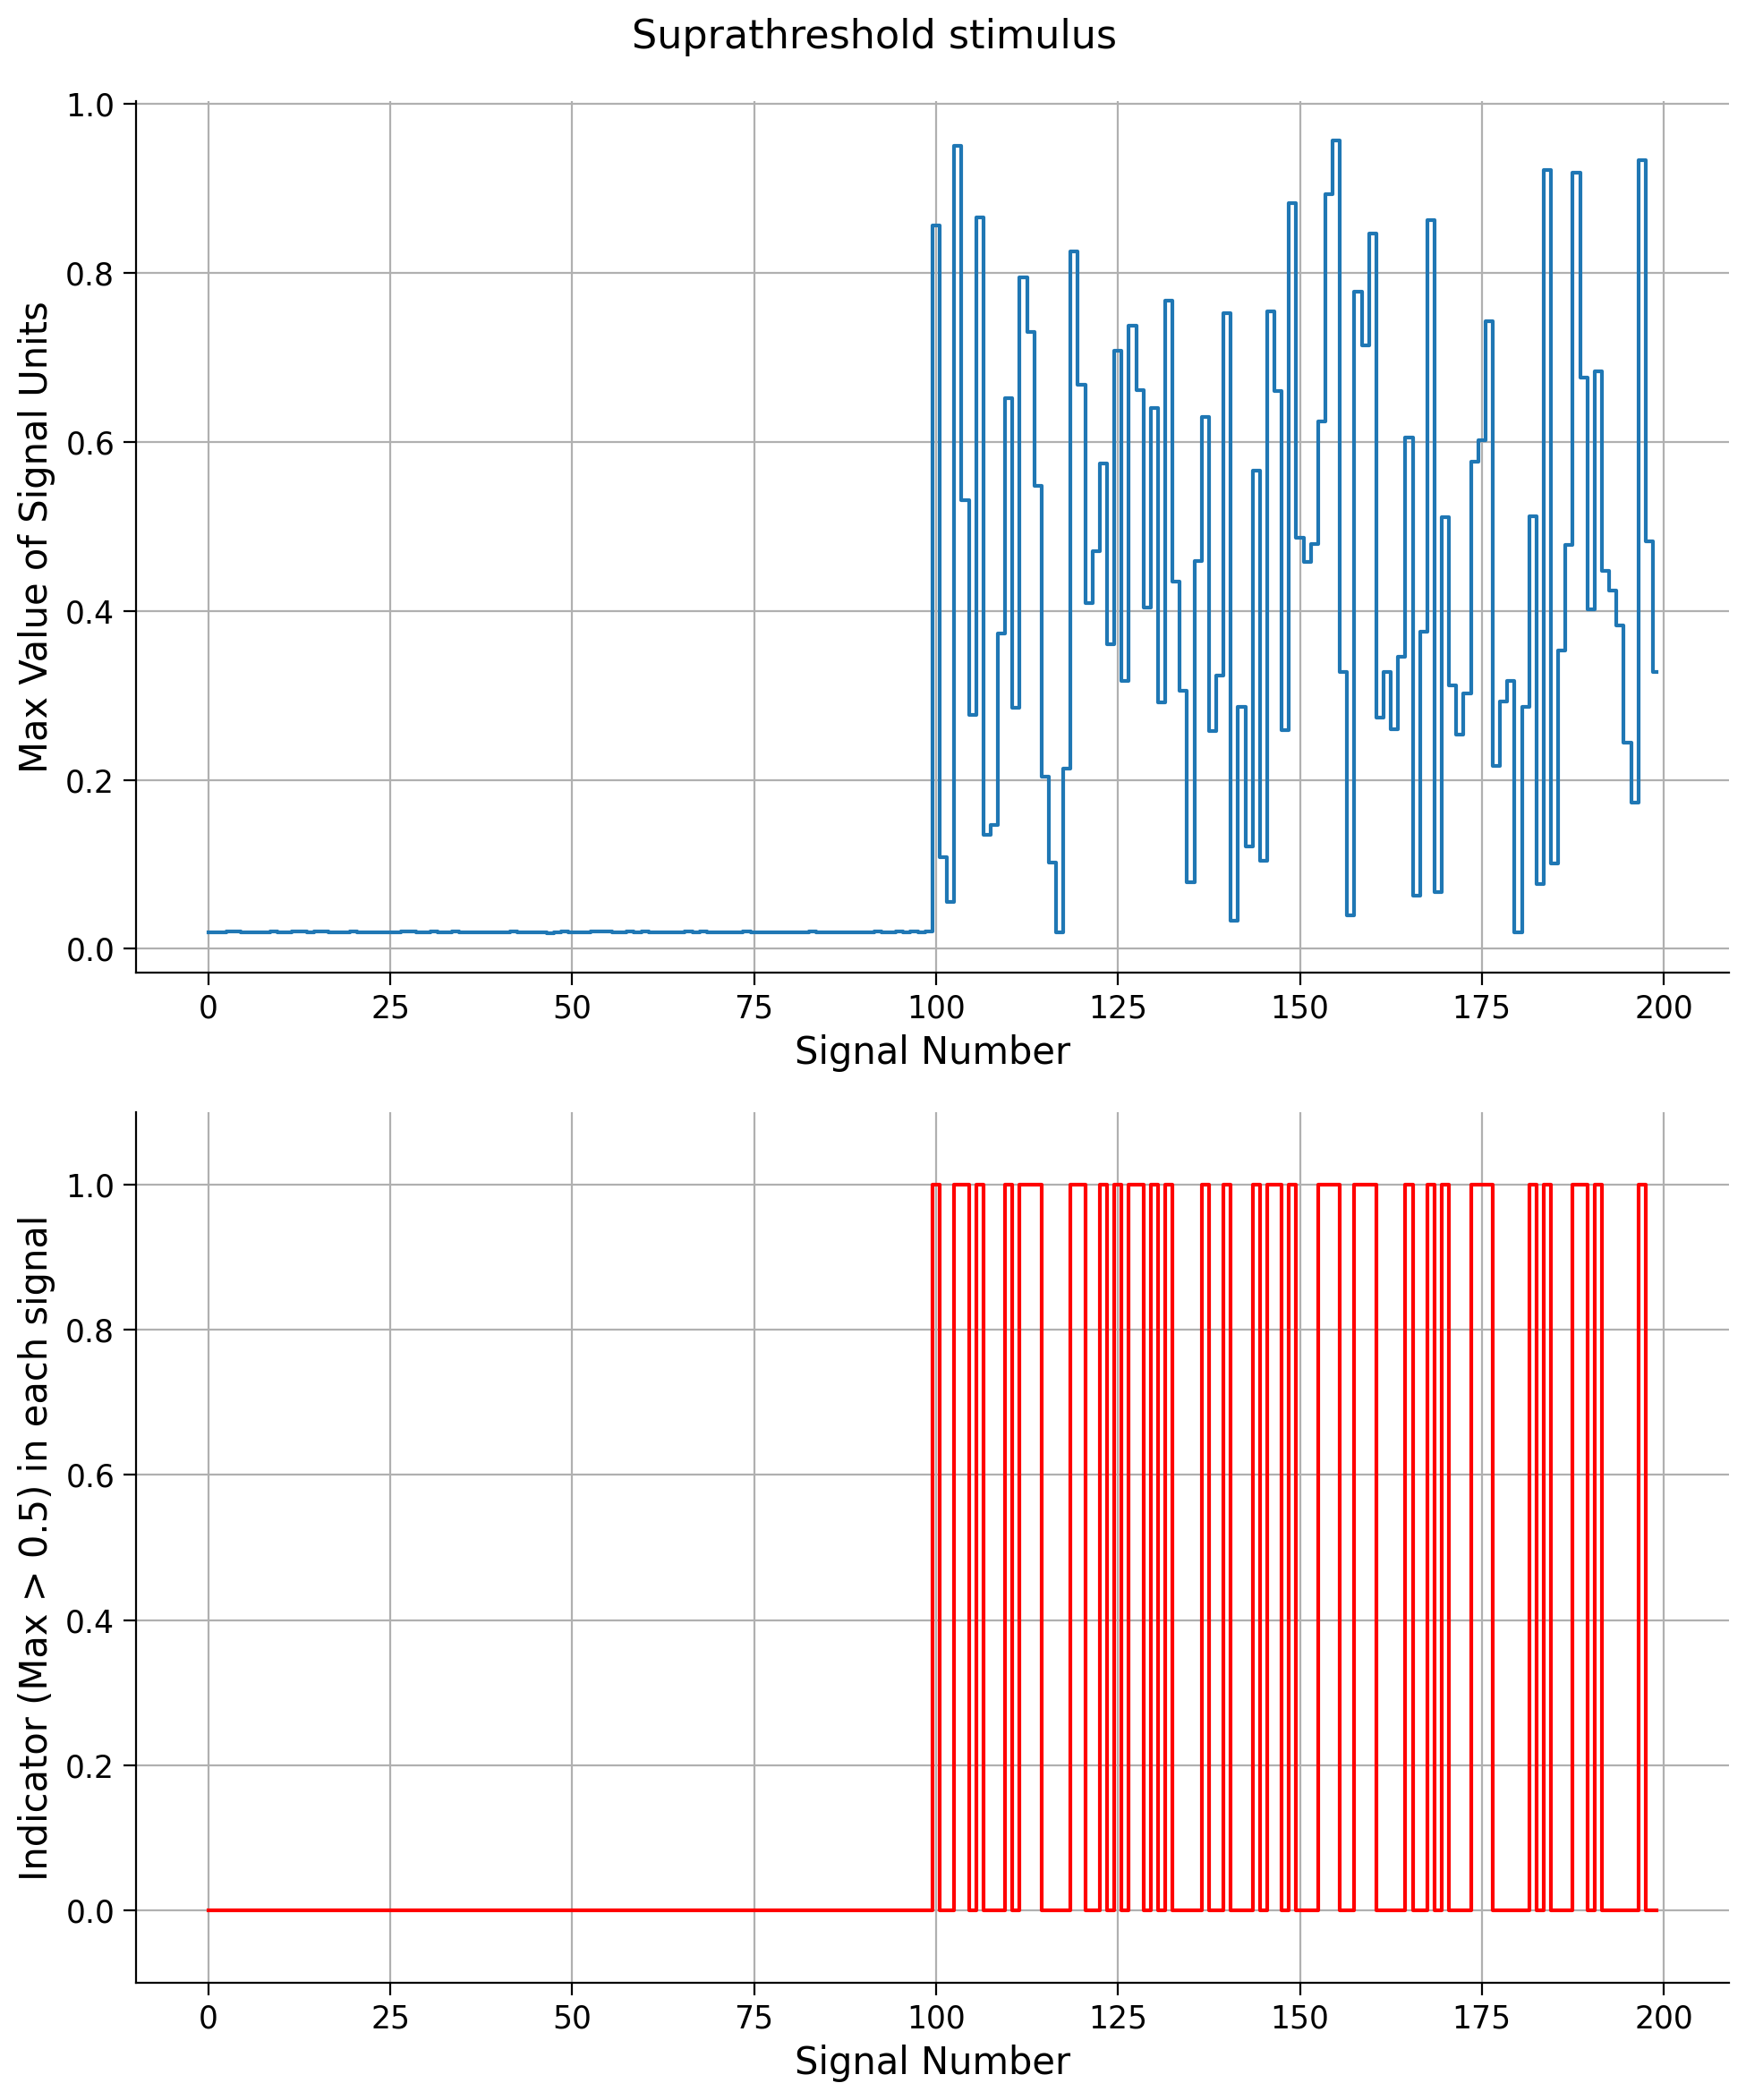 Suprathreshold stimulus
Max Value of Signal Units
1.0
0.8
0.6
0.4
0.2
0.0
0 25 50 75 100 125 150 175 200
Signal Number
Indicator (Max > 0.5) in each signal
1.0
0.8
0.6
0.4
0.2
0.0
0 25 50 75 100 125 150 175 200
Signal Number